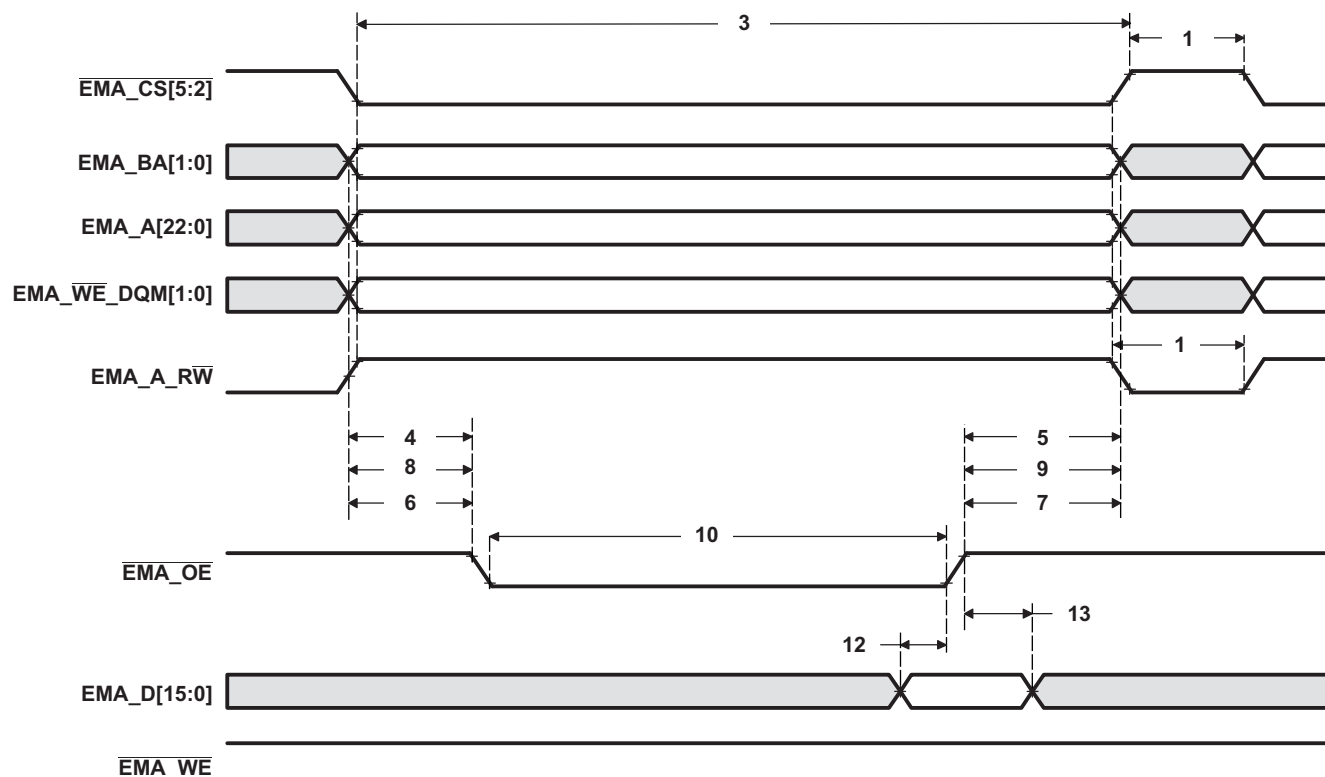 3
1
EMA_CS[5:2]
EMA_BA[1:0]
EMA_A[22:0]
EMA_WE_DQM[1:0]
1
EMA_A_RW
4
5
8
9
6
7
10
EMA_OE
13
12
EMA_D[15:0]
EMA_WE